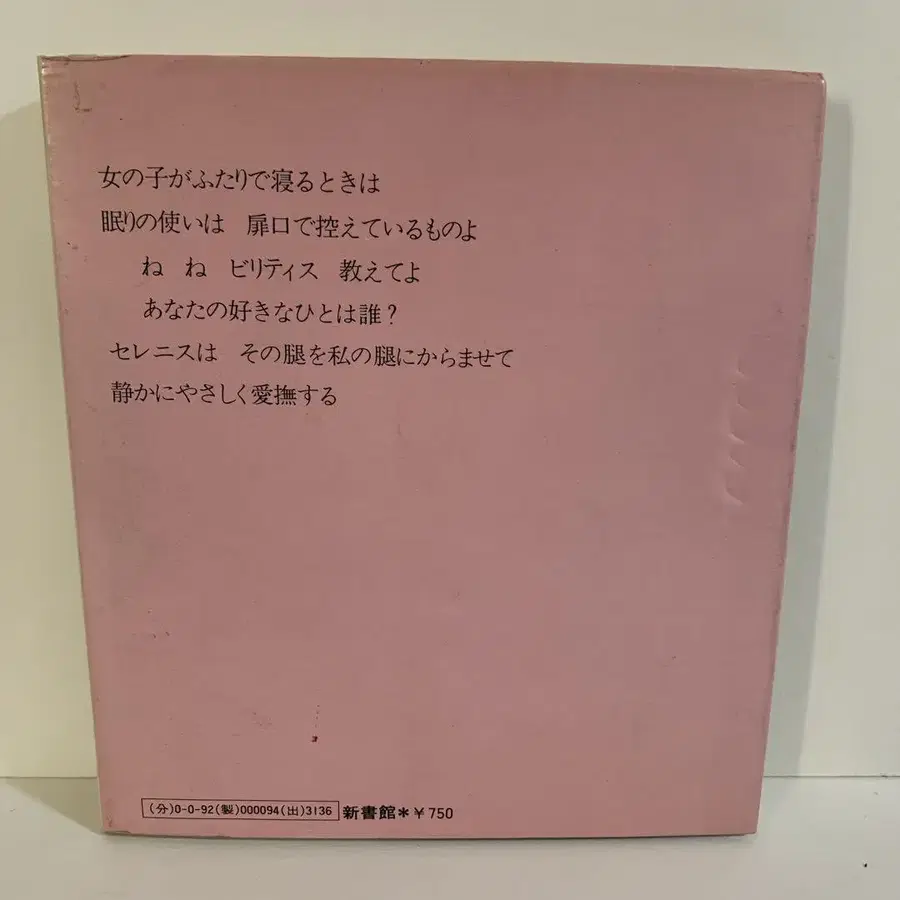 女の子がふたりで寝るときは
眠りの使いは　扉口で控えているものよ
ね　ね　ビリティス　教えてよ
あなたの好きなひとは誰？
セレニスは　その腿を私の腿にからませて
静かにやさしく愛撫する
(分)0-0-92(製)000094(出)3136 新書館＊￥750